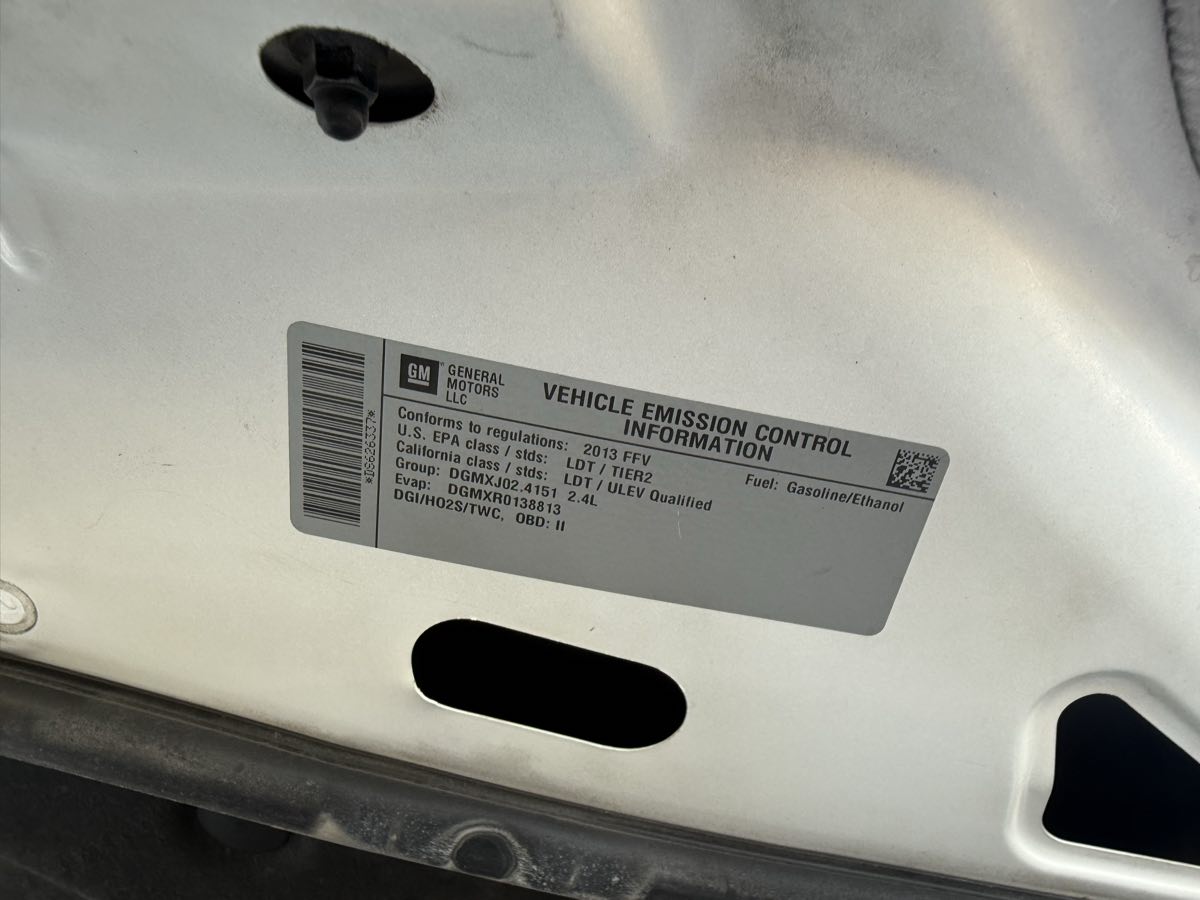 *DS626337*
GM
GENERAL
MOTORS
LLC
VEHICLE EMISSION CONTROL
INFORMATION
Conforms to regulations: 2013 FFV
Fuel: Gasoline/Ethanol
U.S. EPA class / stds: LDT / TIER2
California class / stds: LDT / ULEV Qualified
Group: DGMXJ02.4151 2.4L
Evap: DGMXR0138813
DGI/HO2S/TWC, OBD: II